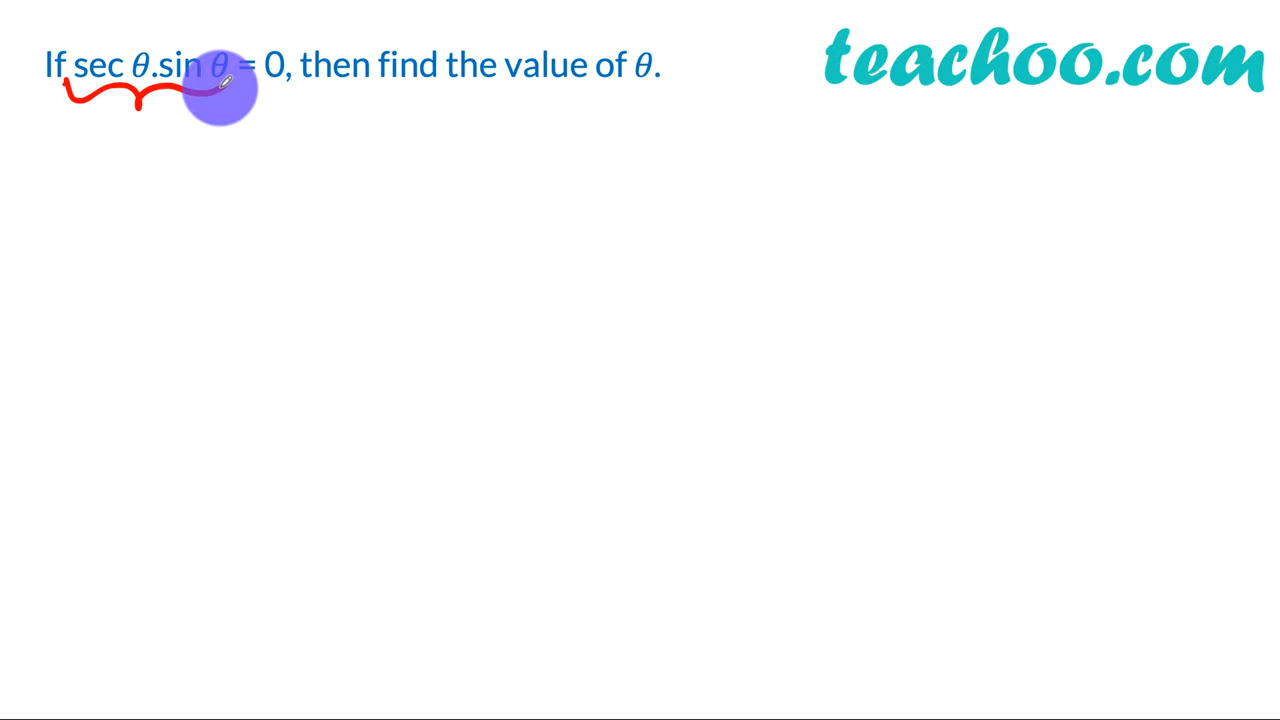 If sec θ.sin θ = 0, then find the value of θ.
teachoo.com